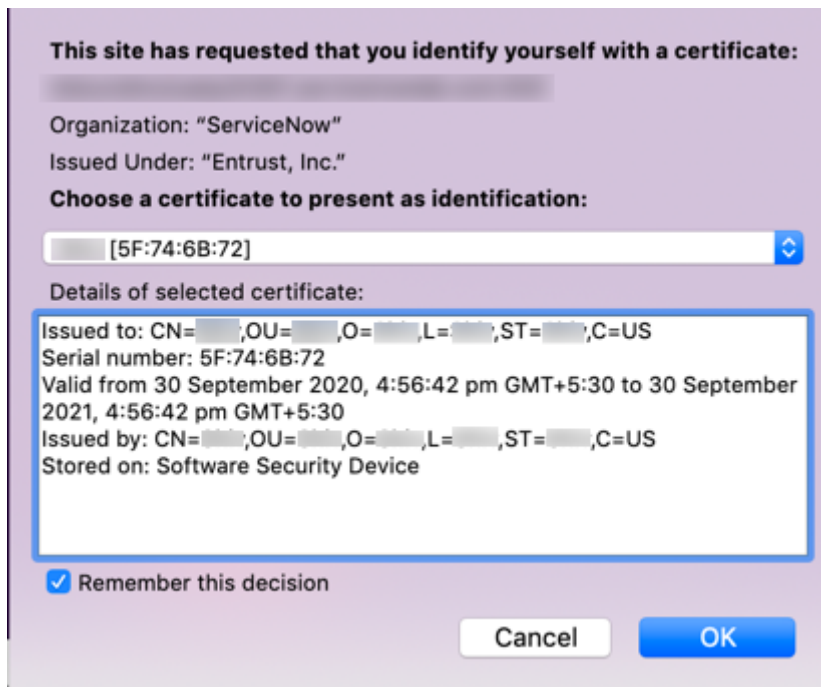 This site has requested that you identify yourself with a certificate:
Organization: “ServiceNow”
Issued Under: “Entrust, Inc.”
Choose a certificate to present as identification:
[5F:74:6B:72]
Details of selected certificate:
Issued to: CN= ,OU= ,O= ,L= ,ST= ,C=US
Serial number: 5F:74:6B:72
Valid from 30 September 2020, 4:56:42 pm GMT+5:30 to 30 September
2021, 4:56:42 pm GMT+5:30
Issued by: CN= ,OU= ,O= ,L= ,ST= ,C=US
Stored on: Software Security Device
Remember this decision
Cancel OK